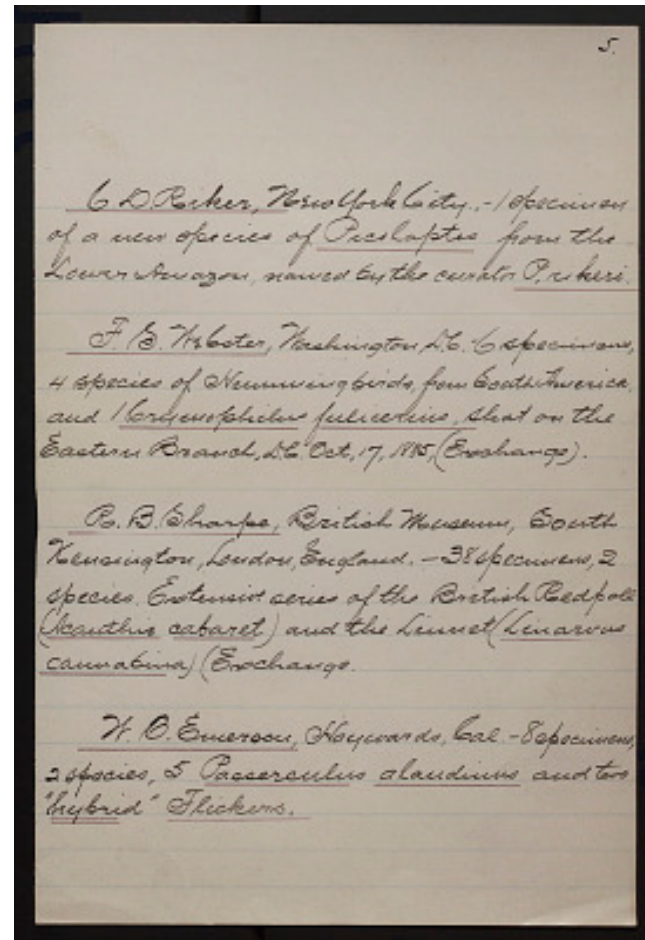 5.
C. D. Riker, New York City. - 1 specimen
of a new species of Picolaptes from the
Lower Amazon, named by the curator P. rikeri.
F. S. Webster, Washington, D.C. 6 specimens,
4 species of Hummingbirds, from South America,
and 1 fulicarius, shot on the
Eastern Branch, D.C. Oct, 17, 1885, (Exchange).
R. B. Sharpe, British Museum, South
Kensington, London, England. - 38 specimens, 2
species. Extensive series of the British Redpoll
(Acanthis cabaret) and the Linnet (
cannabina) (Exchange.
W. O. Emerson, Haywards, Cal. - 8 specimens,
2 species, 5 Passerculus alaudinus and two
"hybrid" Flickers.